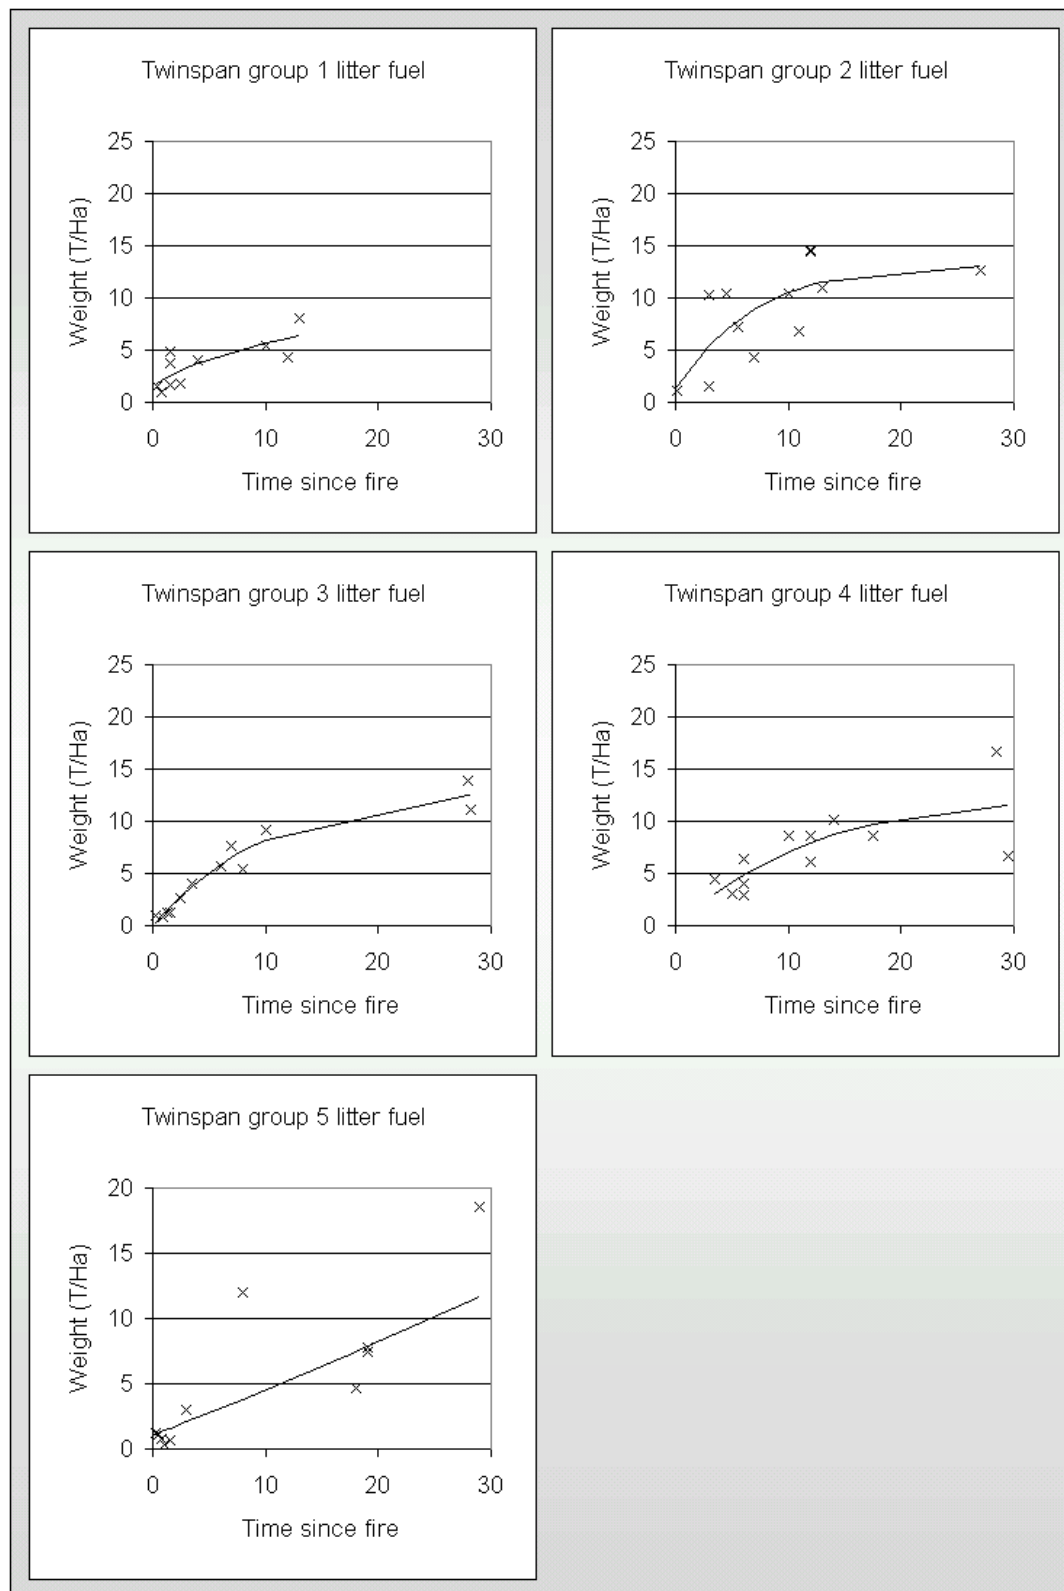 Twinspan group 1 litter fuel
25
20
15
10
5
0
Weight (T/Ha)
0 10 20 30
Time since fire
Twinspan group 2 litter fuel
25
20
15
10
5
0
Weight (T/Ha)
0 10 20 30
Time since fire
Twinspan group 3 litter fuel
25
20
15
10
5
0
Weight (T/Ha)
0 10 20 30
Time since fire
Twinspan group 4 litter fuel
25
20
15
10
5
0
Weight (T/Ha)
0 10 20 30
Time since fire
Twinspan group 5 litter fuel
20
15
10
5
0
Weight (T/Ha)
0 10 20 30
Time since fire